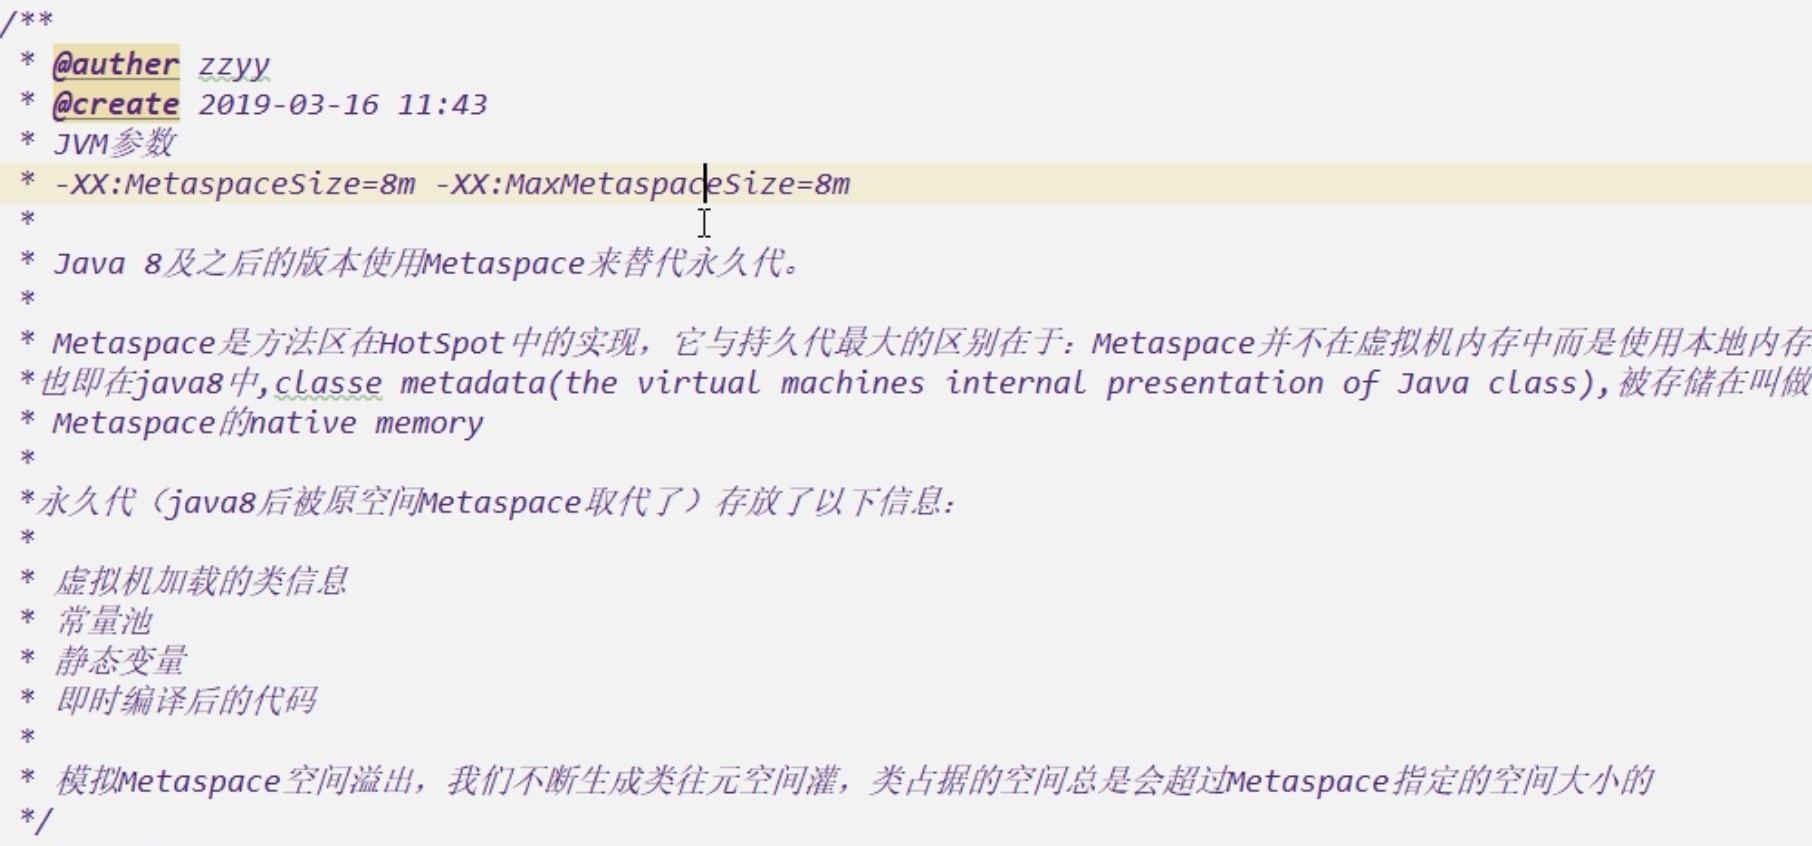 /**
* @auther zzyy
* @create 2019-03-16 11:43
* JVM参数
* -XX:MetaspaceSize=8m -XX:MaxMetaspaceSize=8m
*
* Java 8及之后的版本使用Metaspace来替代永久代。
*
* Metaspace是方法区在HotSpot中的实现，它与持久代最大的区别在于：Metaspace并不在虚拟机内存中而是使用本地内存
*也即在java8中,classe metadata(the virtual machines internal presentation of Java class),被存储在叫做
* Metaspace的native memory
*
*永久代（java8后被原空间Metaspace取代了）存放了以下信息：
*
* 虚拟机加载的类信息
* 常量池
* 静态变量
* 即时编译后的代码
*
* 模拟Metaspace空间溢出，我们不断生成类往元空间灌，类占据的空间总是会超过Metaspace指定的空间大小的
*/